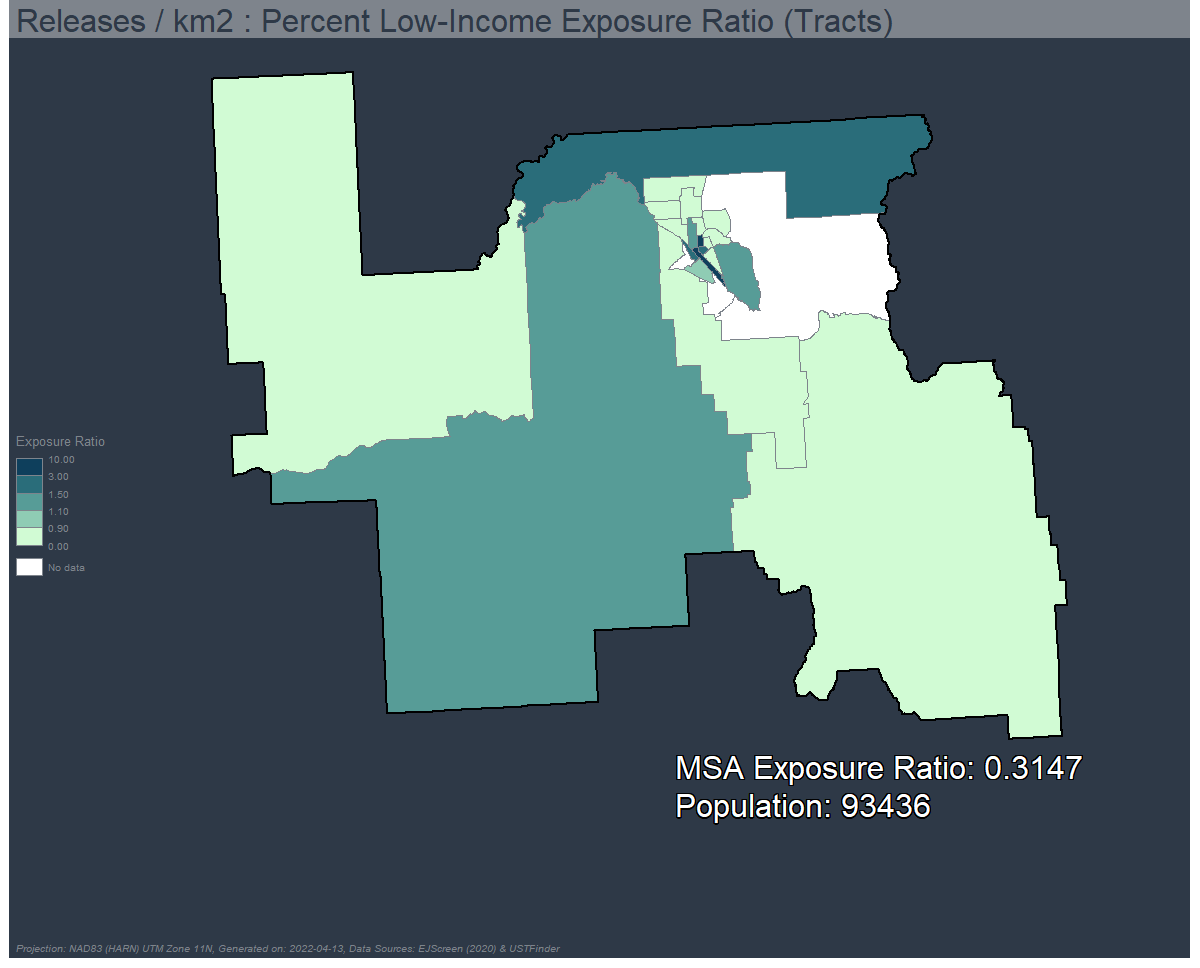 Releases / km2 : Percent Low-Income Exposure Ratio (Tracts)
Exposure Ratio
10.00
3.00
1.50
1.10
0.90
0.00
No data
MSA Exposure Ratio: 0.3147
Population: 93436
Projection: NAD83 (HARN) UTM Zone 11N, Generated on: 2022-04-13, Data Sources: EJScreen (2020) & USTFinder